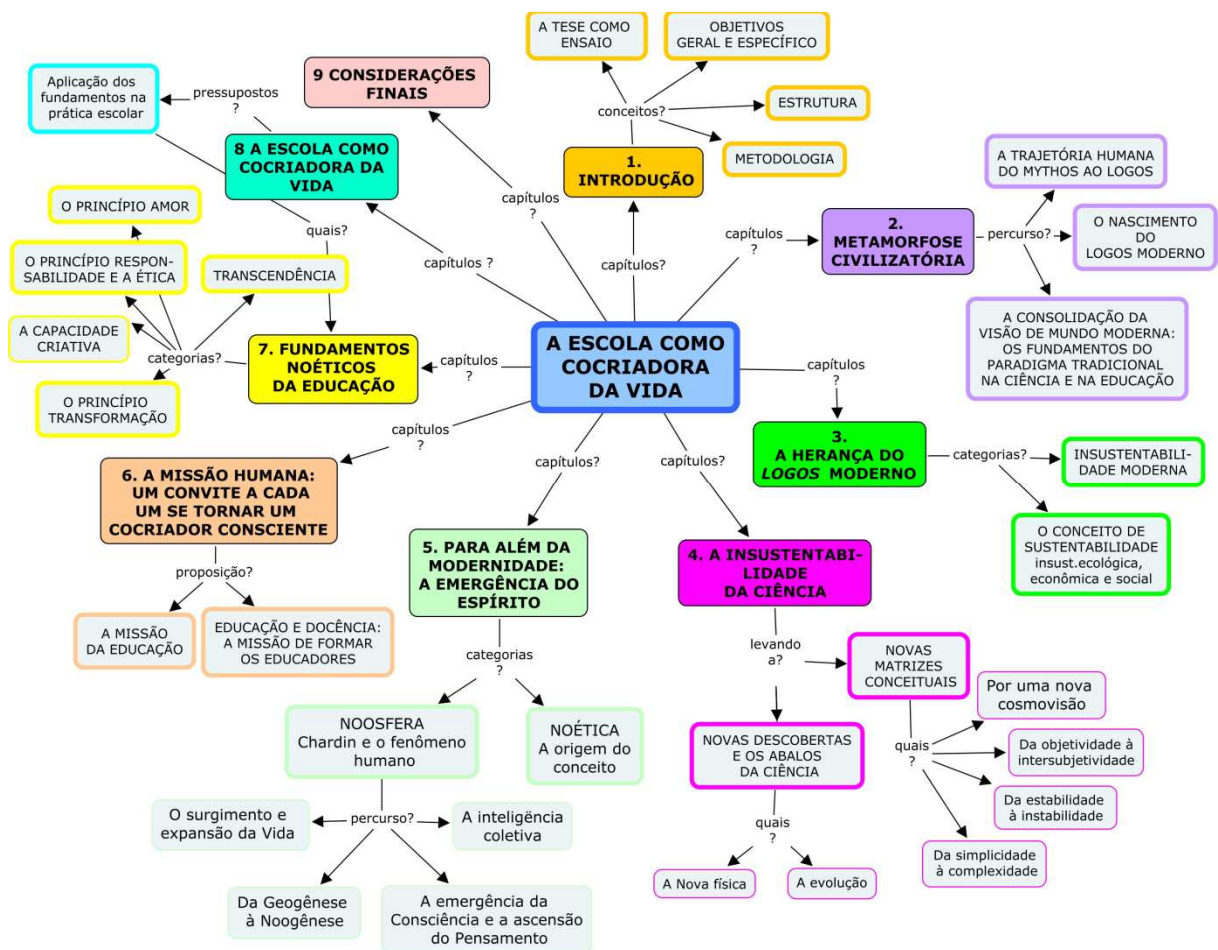 A TESE COMO
ENSAIO
OBJETIVOS
GERAL E ESPECÍFICO
9 CONSIDERAÇÕES
FINAIS
Aplicação dos
fundamentos na
prática escolar
pressupostos
?
conceitos?
ESTRUTURA
METODOLOGIA
8 A ESCOLA COMO
COCRIADORA DA
VIDA
1.
INTRODUÇÃO
A TRAJETÓRIA HUMANA
DO MYTHOS AO LOGOS
O PRINCÍPIO AMOR
capítulos
?
quais?
capítulos
?
2.
METAMORFOSE
CIVILIZATÓRIA
percurso?
O NASCIMENTO
DO
LOGOS MODERNO
O PRINCÍPIO RESPON-
SABILIDADE E A ÉTICA
TRANSCENDÊNCIA
capítulos ?
capítulos?
A CONSOLIDAÇÃO DA
VISÃO DE MUNDO MODERNA:
OS FUNDAMENTOS DO
PARADIGMA TRADICIONAL
NA CIÊNCIA E NA EDUCAÇÃO
A CAPACIDADE
CRIATIVA
categorias?
7. FUNDAMENTOS
NOÉTICOS
DA EDUCAÇÃO
capítulos
?
A ESCOLA COMO
COCRIADORA
DA VIDA
capítulos
?
O PRINCÍPIO
TRANSFORMAÇÃO
capítulos
?
3.
A HERANÇA DO
LOGOS MODERNO
categorias?
INSUSTENTABILI-
DADE MODERNA
6. A MISSÃO HUMANA:
UM CONVITE A CADA
UM SE TORNAR UM
COCRIADOR CONSCIENTE
capítulos?
capítulos?
O CONCEITO DE
SUSTENTABILIDADE
insust.ecológica,
econômica e social
5. PARA ALÉM DA
MODERNIDADE:
A EMERGÊNCIA DO
ESPÍRITO
4. A INSUSTENTABI-
LIDADE
DA CIÊNCIA
proposição?
A MISSÃO
DA EDUCAÇÃO
EDUCAÇÃO E DOCÊNCIA:
A MISSÃO DE FORMAR
OS EDUCADORES
categorias
?
levando
a?
NOVAS
MATRIZES
CONCEITUAIS
NOOSFERA
Chardin e o fenômeno
humano
NOÉTICA
A origem do
conceito
NOVAS DESCOBERTAS
E OS ABALOS
DA CIÊNCIA
quais
?
Por uma nova
cosmovisão
Da objetividade à
intersubjetividade
Da estabilidade
à instabilidade
Da simplicidade
à complexidade
O surgimento e
expansão da Vida
percurso?
A inteligência
coletiva
quais
?
A Nova física
A evolução
Da Geogênese
à Noogênese
A emergência da
Consciência e a ascensão
do Pensamento